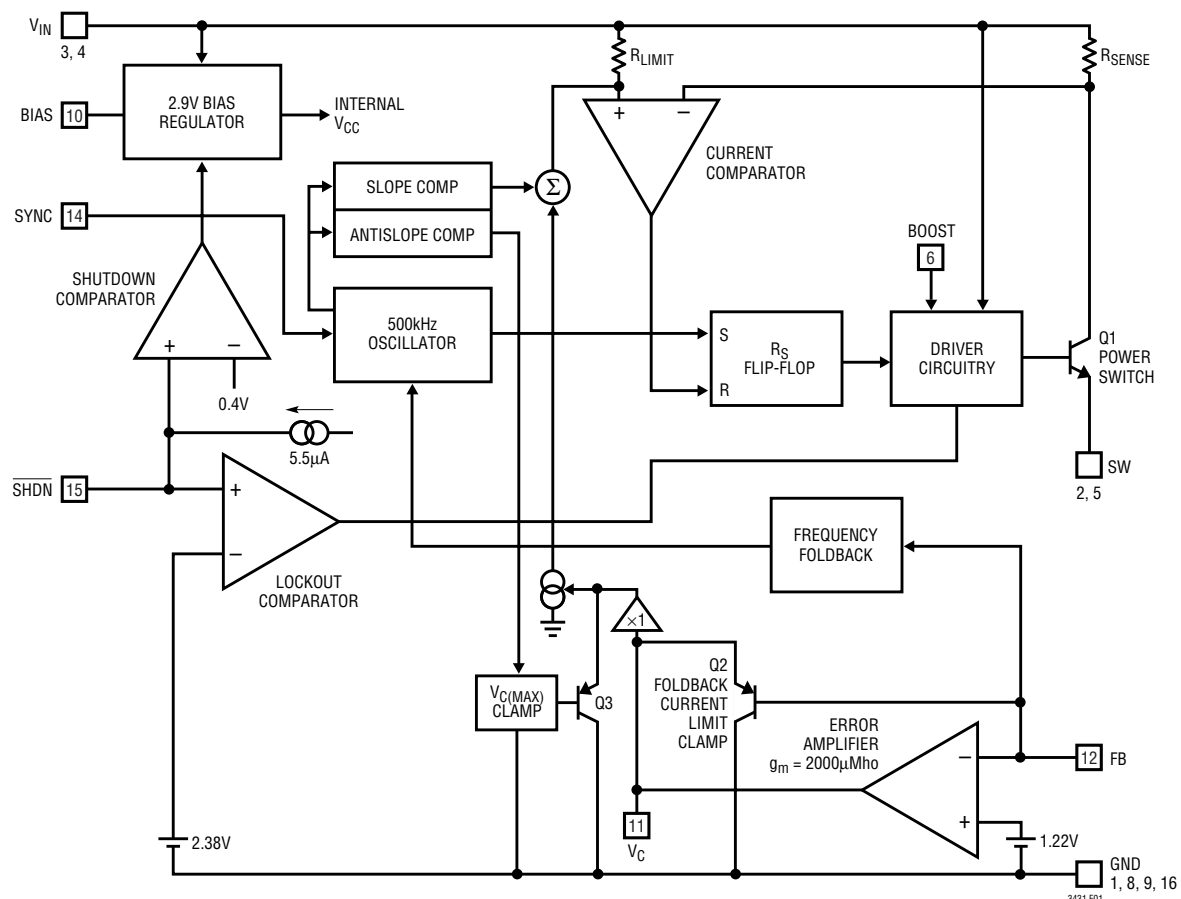 VIN
3, 4
RLIMIT
RSENSE
BIAS
10
2.9V BIAS
REGULATOR
INTERNAL
VCC
+
–
CURRENT
COMPARATOR
SLOPE COMP
Σ
SYNC
14
ANTISLOPE COMP
BOOST
6
SHUTDOWN
COMPARATOR
+
–
0.4V
500kHz
OSCILLATOR
S
R
RS
FLIP-FLOP
DRIVER
CIRCUITRY
Q1
POWER
SWITCH
5.5µA
SHDN
15
+
–
LOCKOUT
COMPARATOR
SW
2, 5
FREQUENCY
FOLDBACK
×1
VC(MAX)
CLAMP
Q3
Q2
FOLDBACK
CURRENT
LIMIT
CLAMP
ERROR
AMPLIFIER
gm = 2000µMho
–
+
12
FB
11
VC
2.38V
1.22V
GND
1, 8, 9, 16
3431 F01